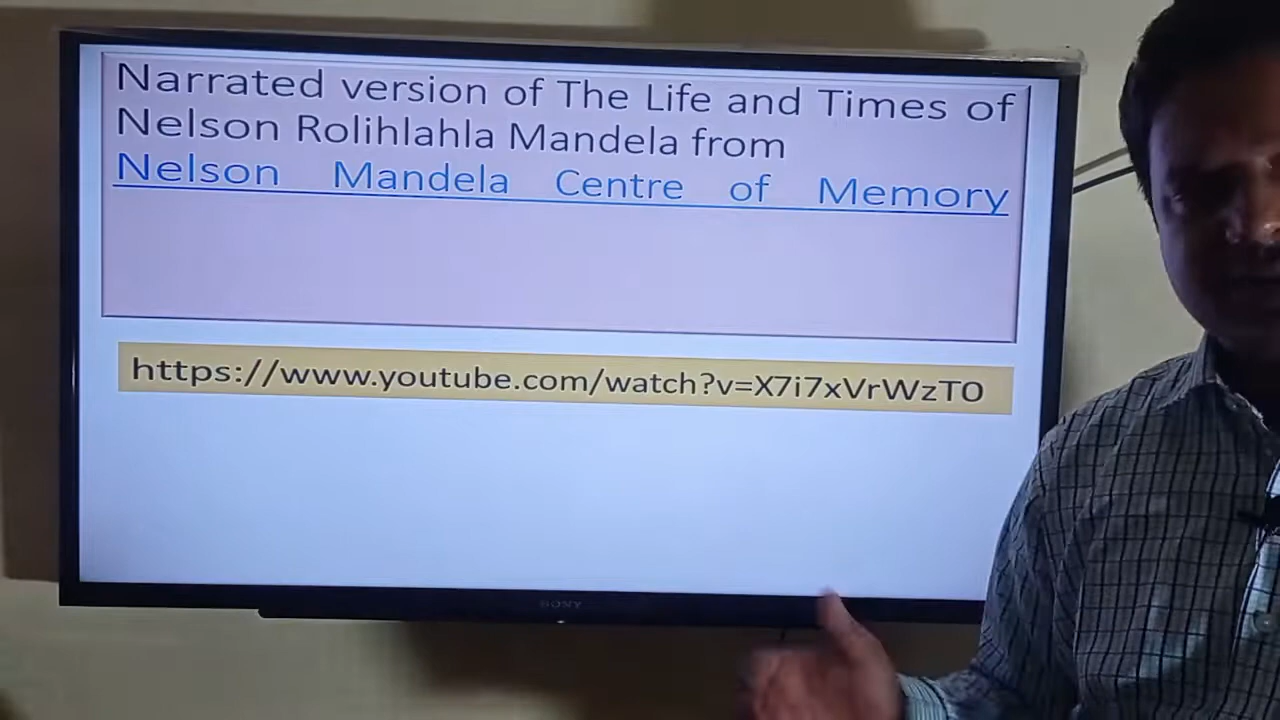 Narrated version of The Life and Times of
Nelson Rolihlahla Mandela from
Nelson Mandela Centre of Memory
https://www.youtube.com/watch?v=X7i7xVrWzT0
SONY